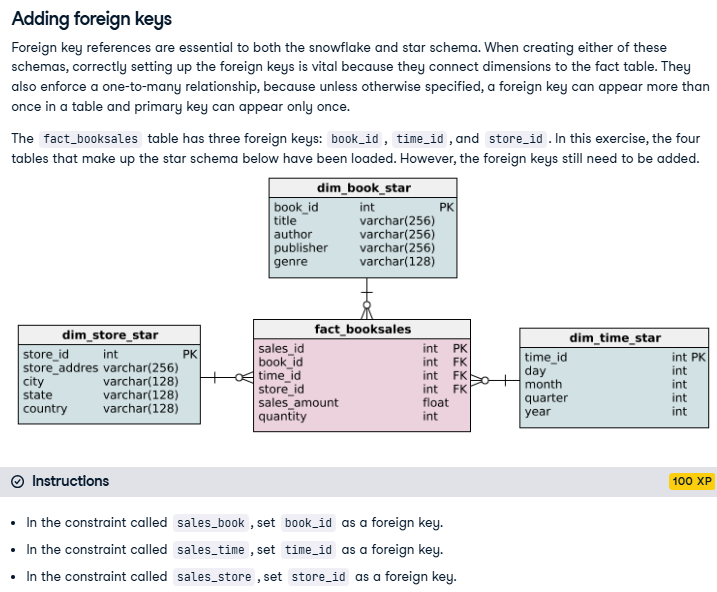 Adding foreign keys
Foreign key references are essential to both the snowflake and star schema. When creating either of these
schemas, correctly setting up the foreign keys is vital because they connect dimensions to the fact table. They
also enforce a one-to-many relationship, because unless otherwise specified, a foreign key can appear more than
once in a table and primary key can appear only once.
The fact_booksales table has three foreign keys: book_id , time_id , and store_id . In this exercise, the four
tables that make up the star schema below have been loaded. However, the foreign keys still need to be added.
dim_book_star
book_id int PK
title varchar(256)
author varchar(256)
publisher varchar(256)
genre varchar(128)
dim_store_star
store_id int PK
store_addres varchar(256)
city varchar(128)
state varchar(128)
country varchar(128)
fact_booksales
sales_id int PK
book_id int FK
time_id int FK
store_id int FK
sales_amount float
quantity int
dim_time_star
time_id int PK
day int
month int
quarter int
year int
Instructions 100 XP
• In the constraint called sales_book , set book_id as a foreign key.
• In the constraint called sales_time , set time_id as a foreign key.
• In the constraint called sales_store , set store_id as a foreign key.